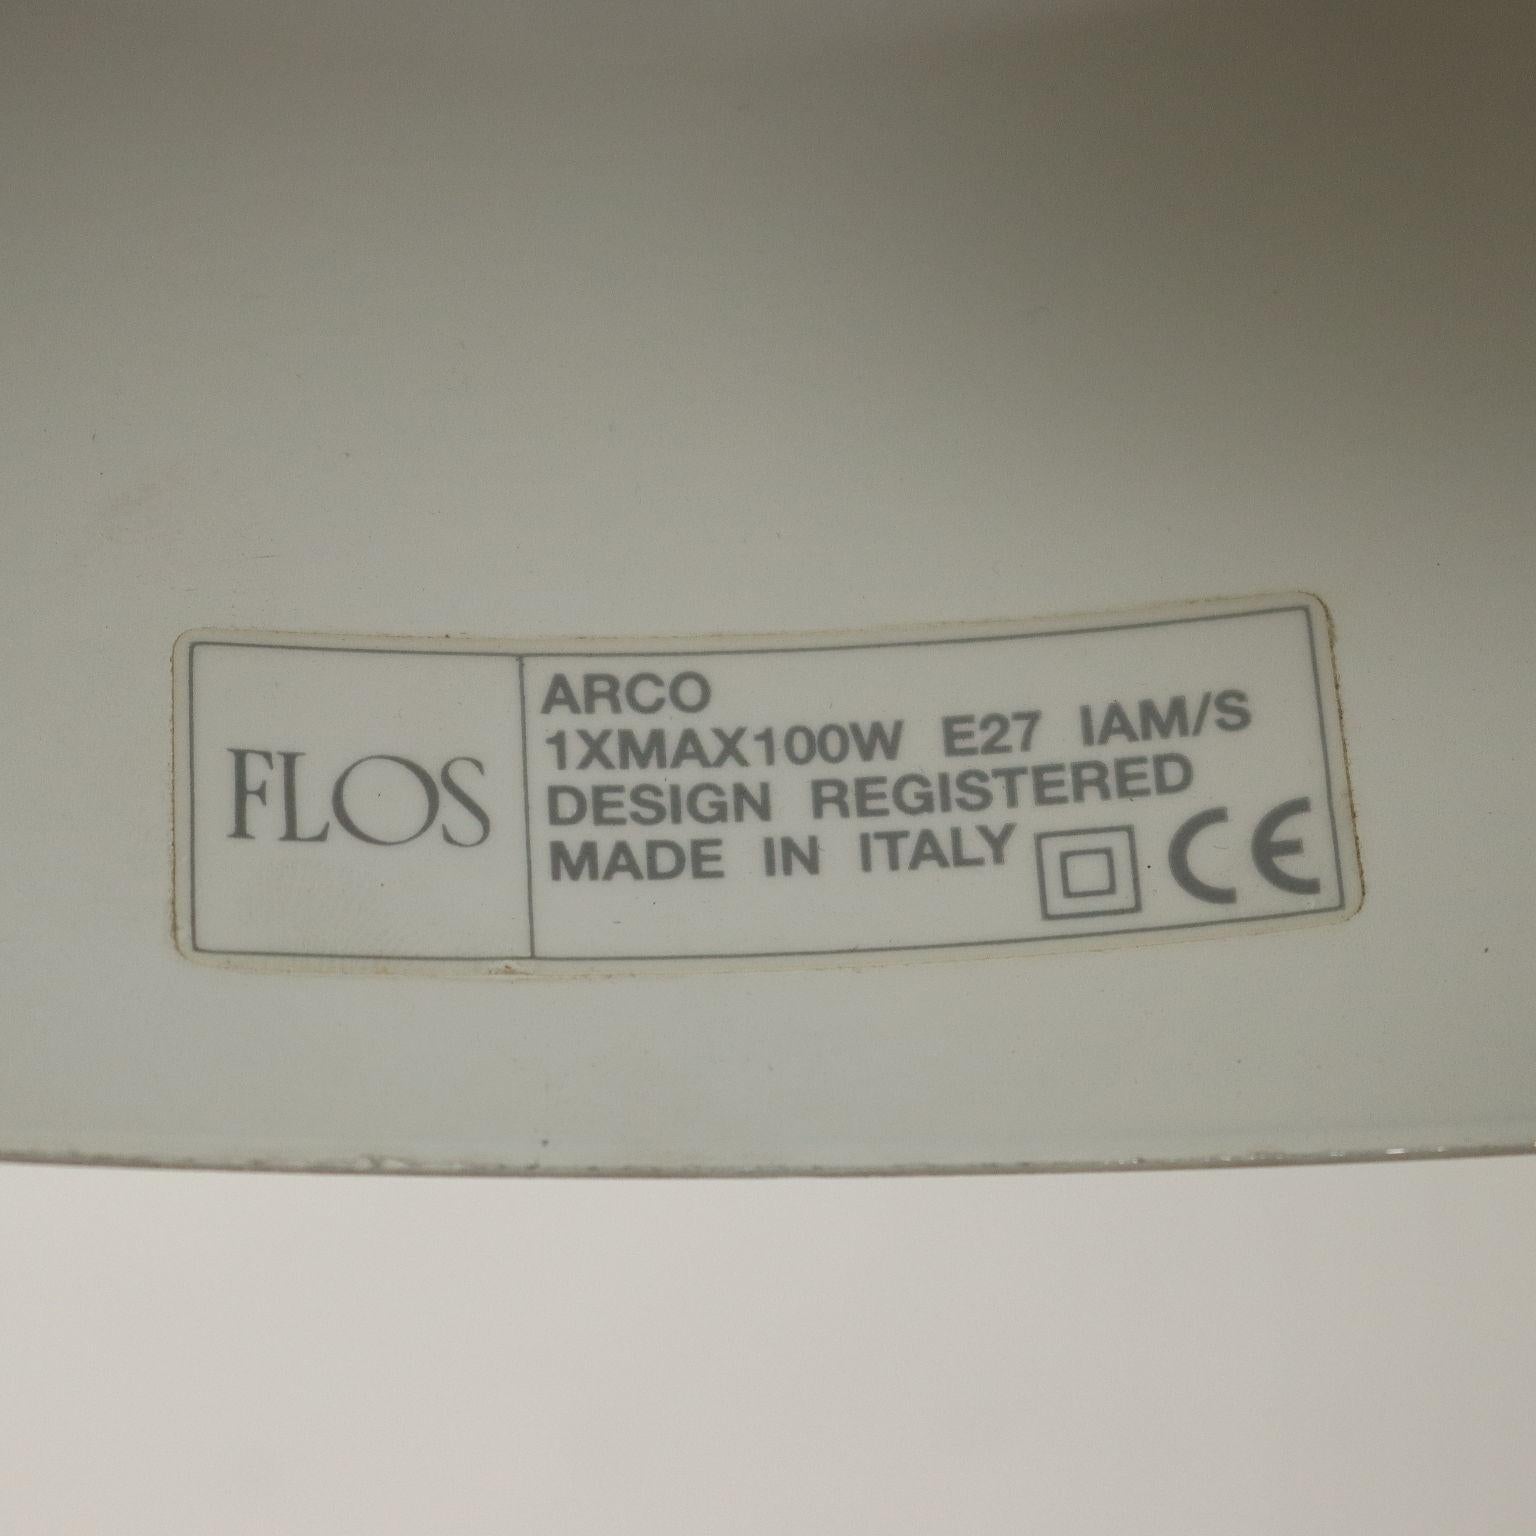 FLOS
ARCO
1XMAX100W E27 IAM/S
DESIGN REGISTERED
MADE IN ITALY CE